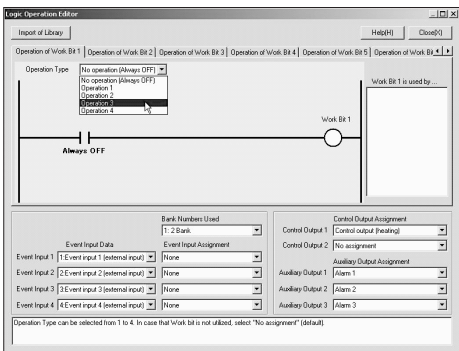 Logic Operation Editor
Import of Library
Help(H)
Close(X)
Operation of Work Bit 1
Operation of Work Bit 2
Operation of Work Bit 3
Operation of Work Bit 4
Operation of Work Bit 5
Operation of Work Bit
Operation Type
No operation (Always OFF)
No operation (Always OFF)
Operation 1
Operation 2
Operation 3
Operation 4
Work Bit 1 is used by ...
Work Bit 1
Always OFF
Bank Numbers Used
1: 2 Bank
Event Input Data
Event Input Assignment
Event Input 1
1:Event input 1 (external input)
None
Event Input 2
2:Event input 2 (external input)
None
Event Input 3
3:Event input 3 (external input)
None
Event Input 4
4:Event input 4 (external input)
None
Control Output Assignment
Control Output 1
Control output (heating)
Control Output 2
No assignment
Auxiliary Output Assignment
Auxiliary Output 1
Alarm 1
Auxiliary Output 2
Alarm 2
Auxiliary Output 3
Alarm 3
Operation Type can be selected from 1 to 4. In case that Work bit is not utilized, select "No assignment" (default).